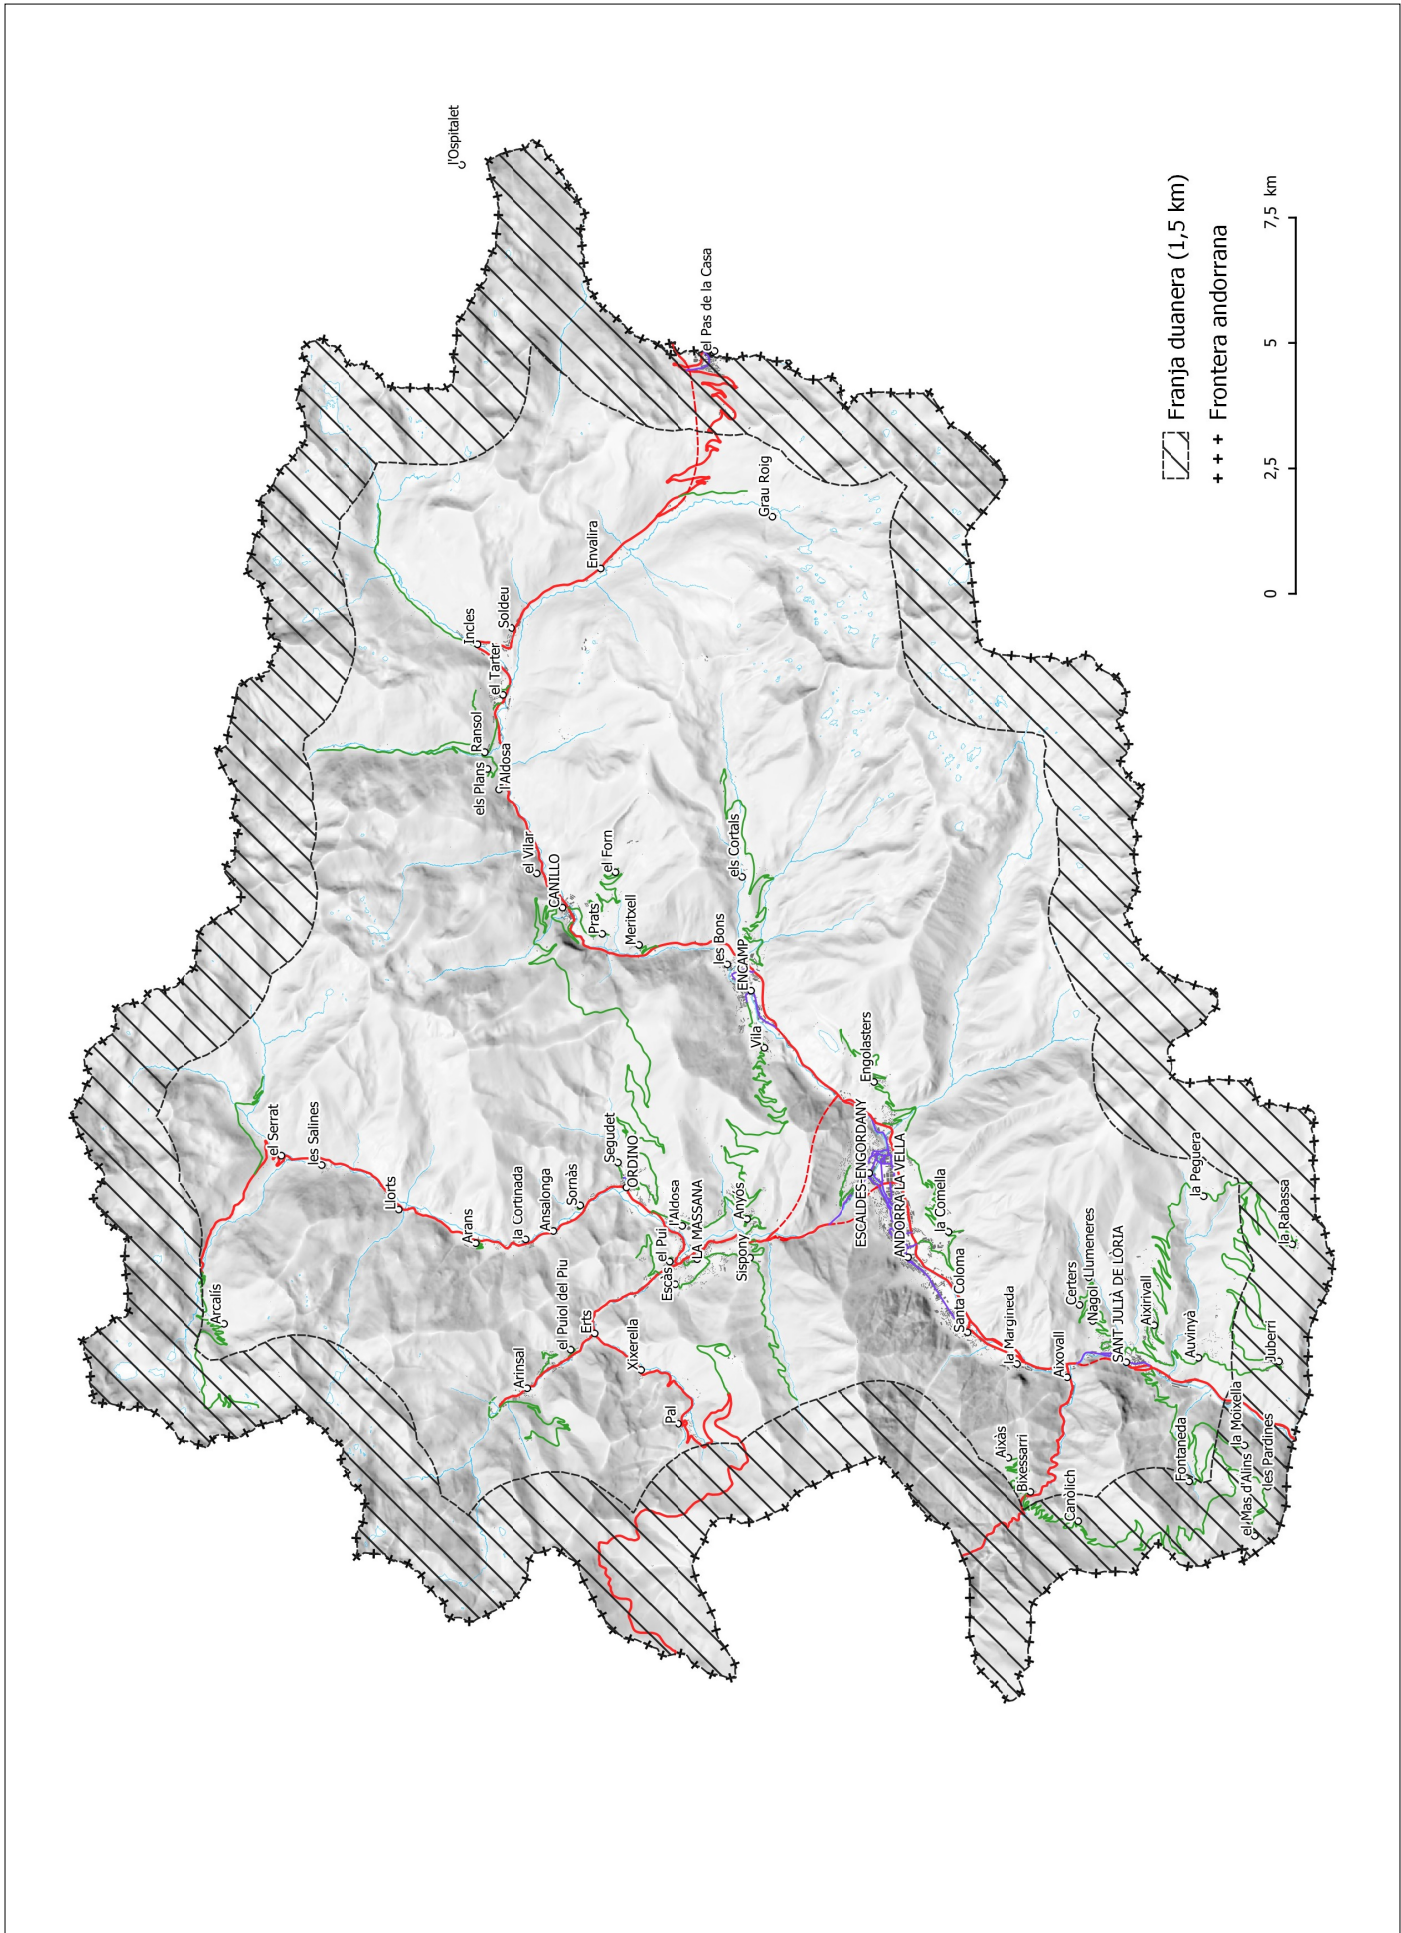 l'Ospitalet
el Pas de la Casa
Grau Roig
Envalira
Soldeu
Incles
el Tarter
Ransol
els Plans
l'Aldosa
el Vilar
CANILLO
el Forn
Prats
Meritxell
els Cortals
les Bons
ENCAMP
Vila
Engolasters
ESCALDES-ENGORDANY
ANDORRA LA VELLA
la Comella
Santa Coloma
la Margineda
el Serrat
les Salines
Llorts
Arans
la Cortinada
Ansalonga
Sornàs
Segudet
ORDINO
l'Aldosa
LA MASSANA
Anyós
Sispony
el Pui
Escàs
Erts
el Pujol del Piu
Xixerella
Arinsal
Pal
Arcalís
Certers
Llumeneres
Nagol
SANT JULIÀ DE LÒRIA
Aixirivall
Auvinyà
Juberri
la Peguera
la Rabassa
Aixovall
Aixàs
Bixessarri
Canòlich
Fontaneda
la Moixella
el Mas d'Alins
les Pardines
Franja duanera (1,5 km)
+ + + Frontera andorrana
0 2,5 5 7,5 km